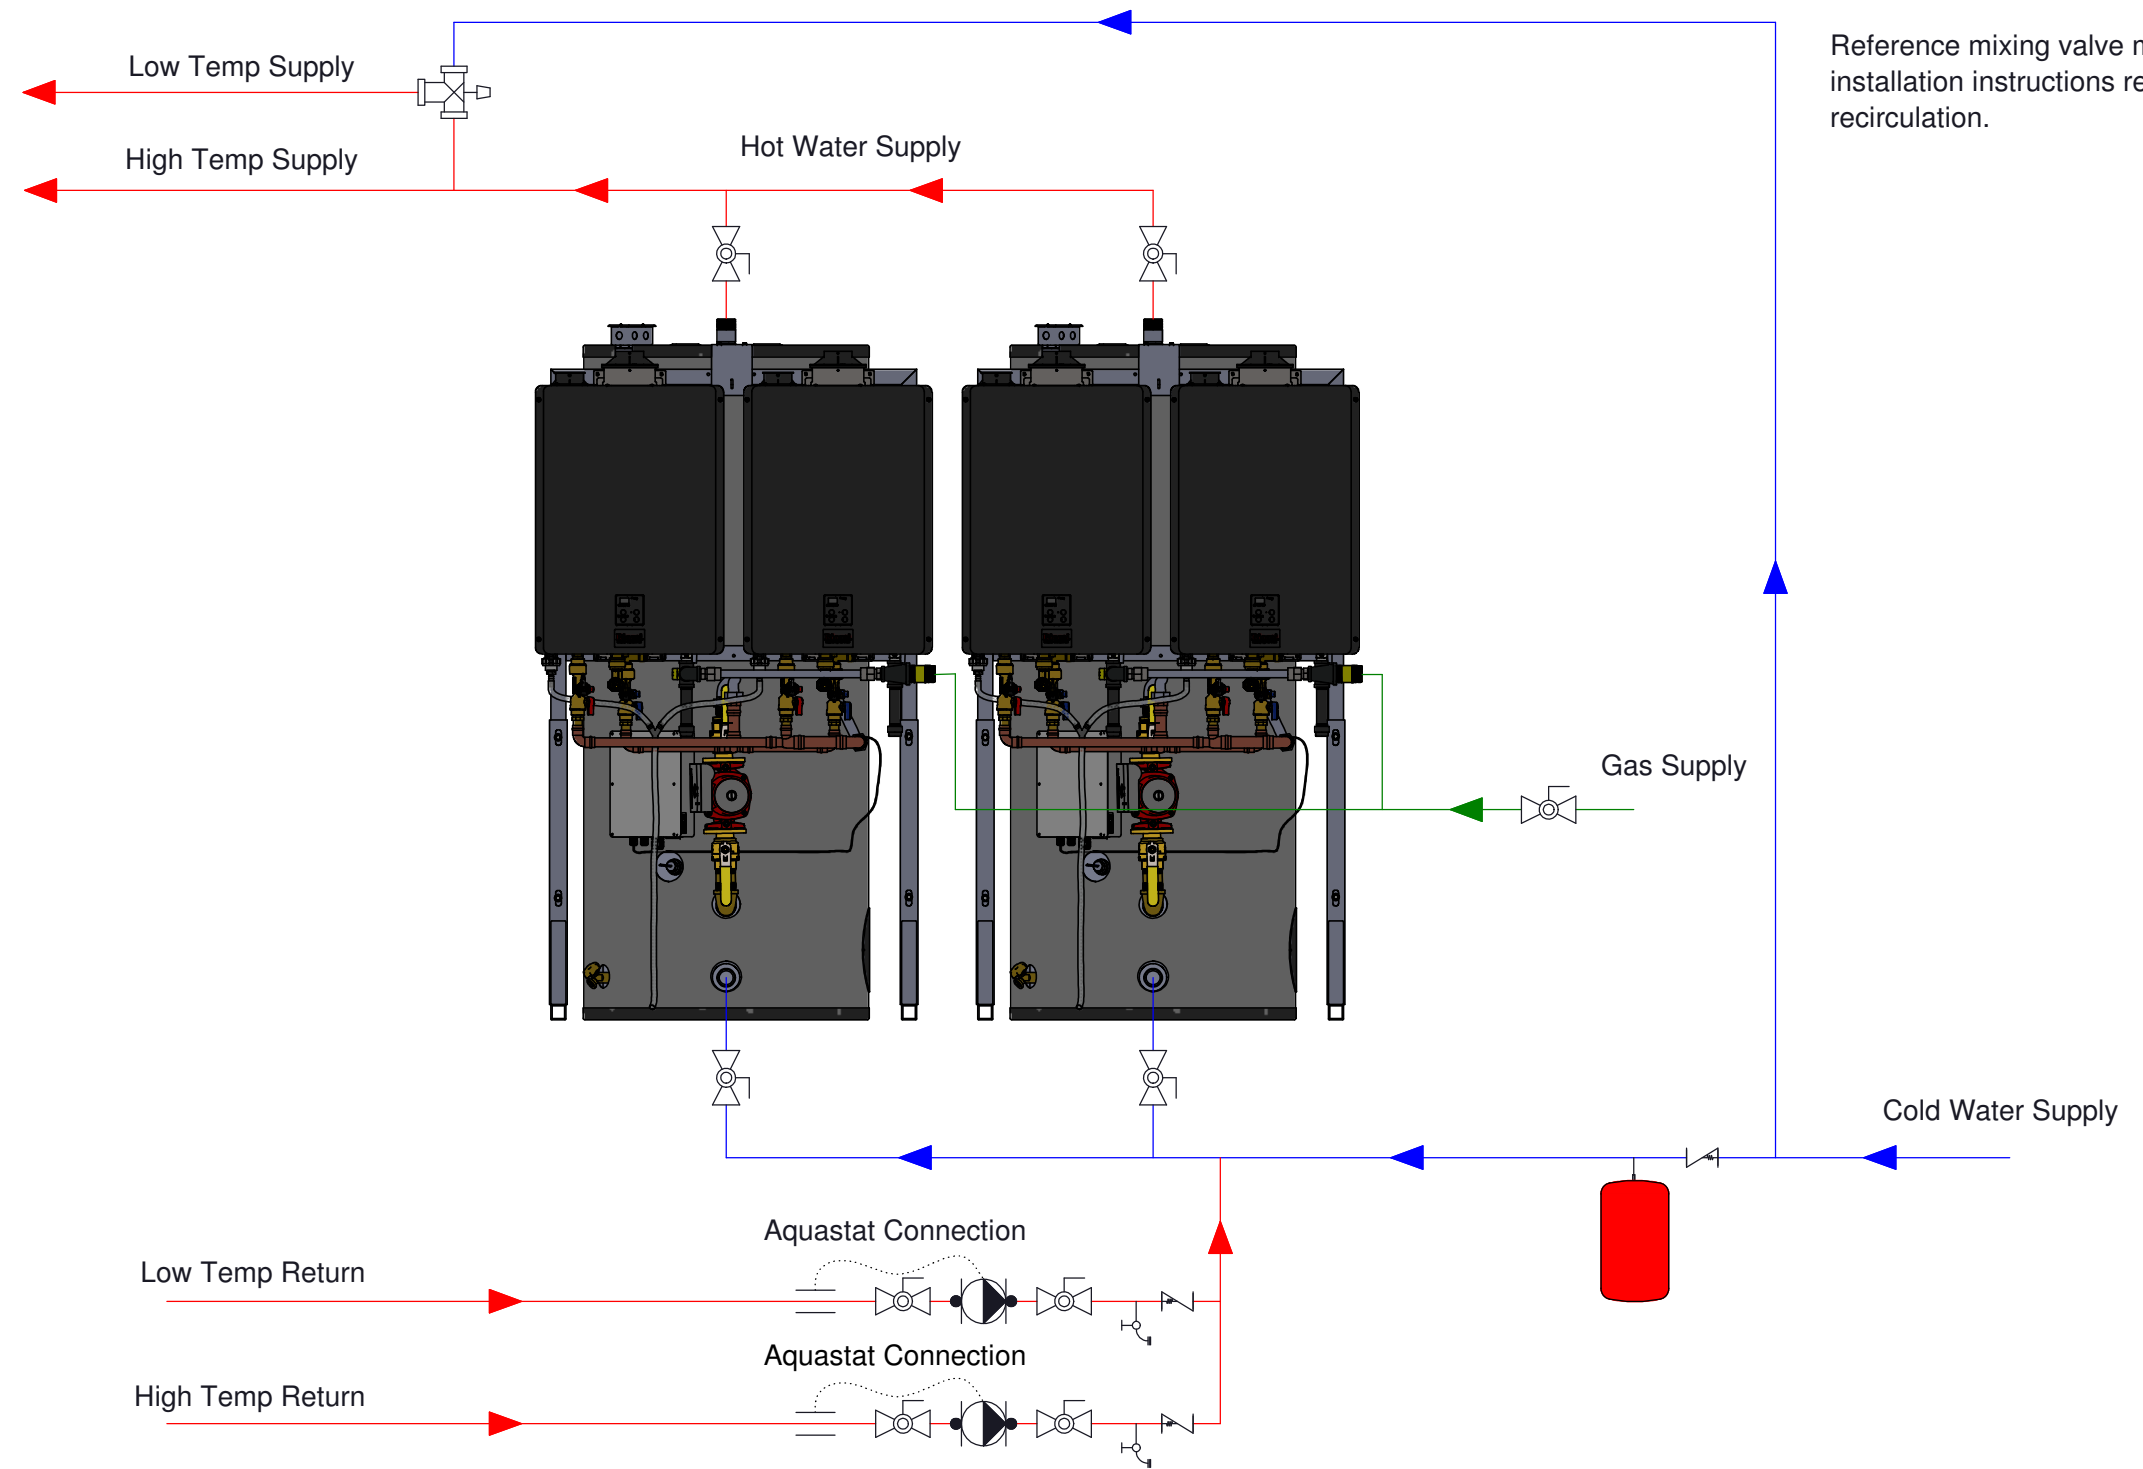 Reference mixing valve
installation instructions
recirculation.
Low Temp Supply
High Temp Supply
Hot Water Supply
Gas Supply
Cold Water Supply
Aquastat Connection
Low Temp Return
Aquastat Connection
High Temp Return